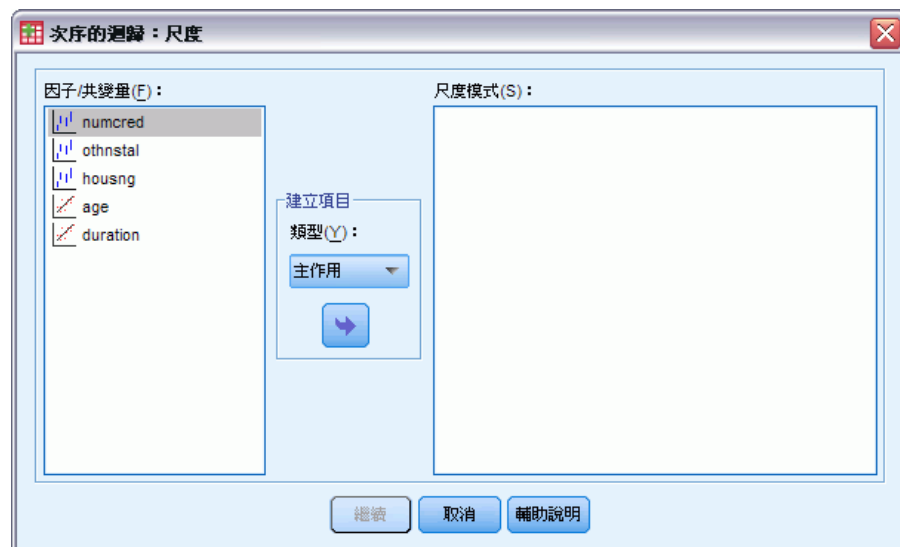 次序的迴歸：尺度
因子/共變量(F)：
numcred
othnstal
housng
age
duration
建立項目
類型(Y)：
主作用
尺度模式(S)：
繼續
取消
輔助說明